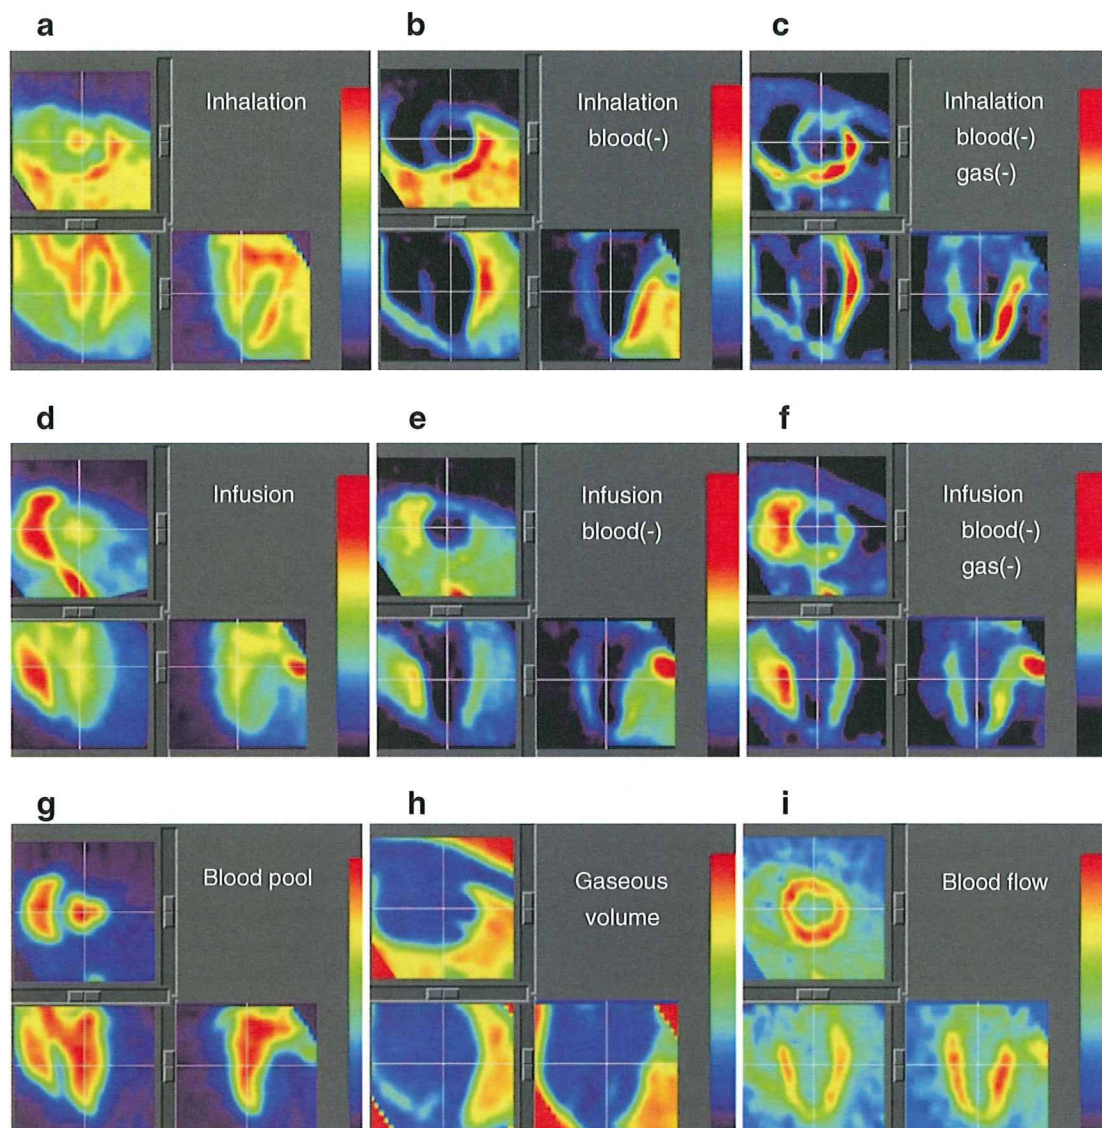 a
b
c
Inhalation
Inhalation
blood(-)
Inhalation
blood(-)
gas(-)
d
e
f
Infusion
Infusion
blood(-)
Infusion
blood(-)
gas(-)
g
h
i
Blood pool
Gaseous
volume
Blood flow